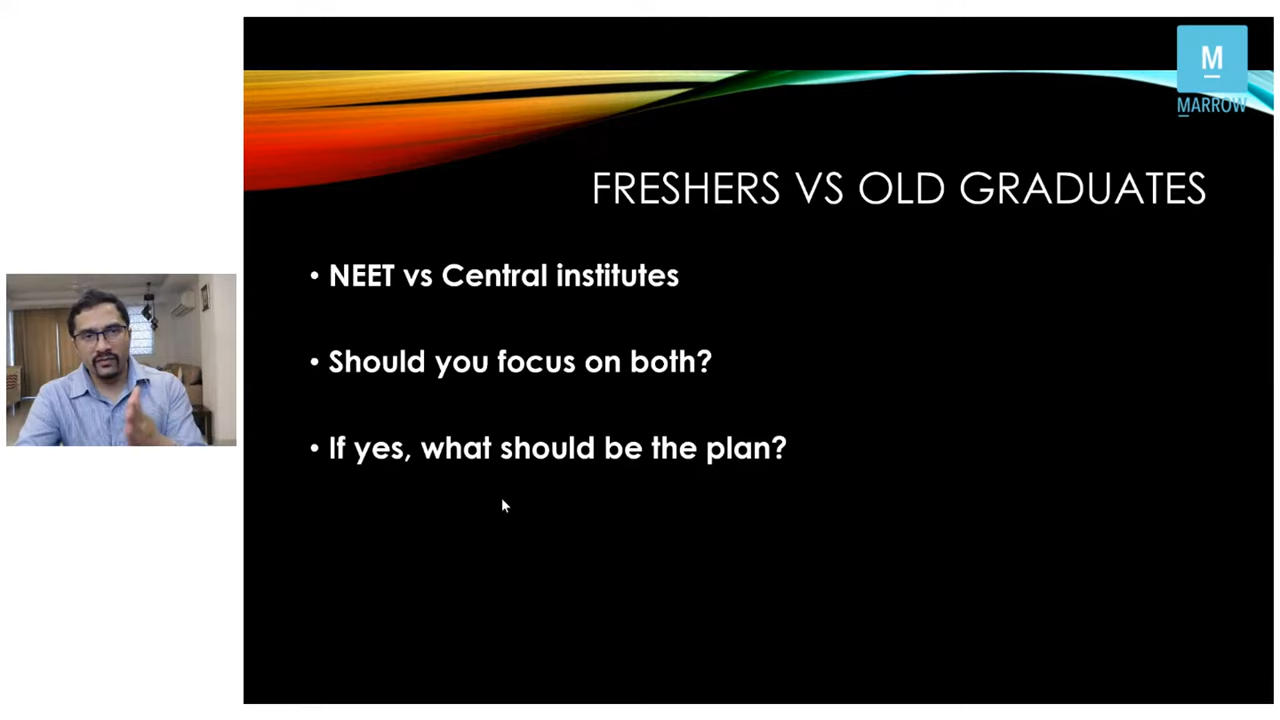 M
MARROW
FRESHERS VS OLD GRADUATES
• NEET vs Central institutes
• Should you focus on both?
• If yes, what should be the plan?